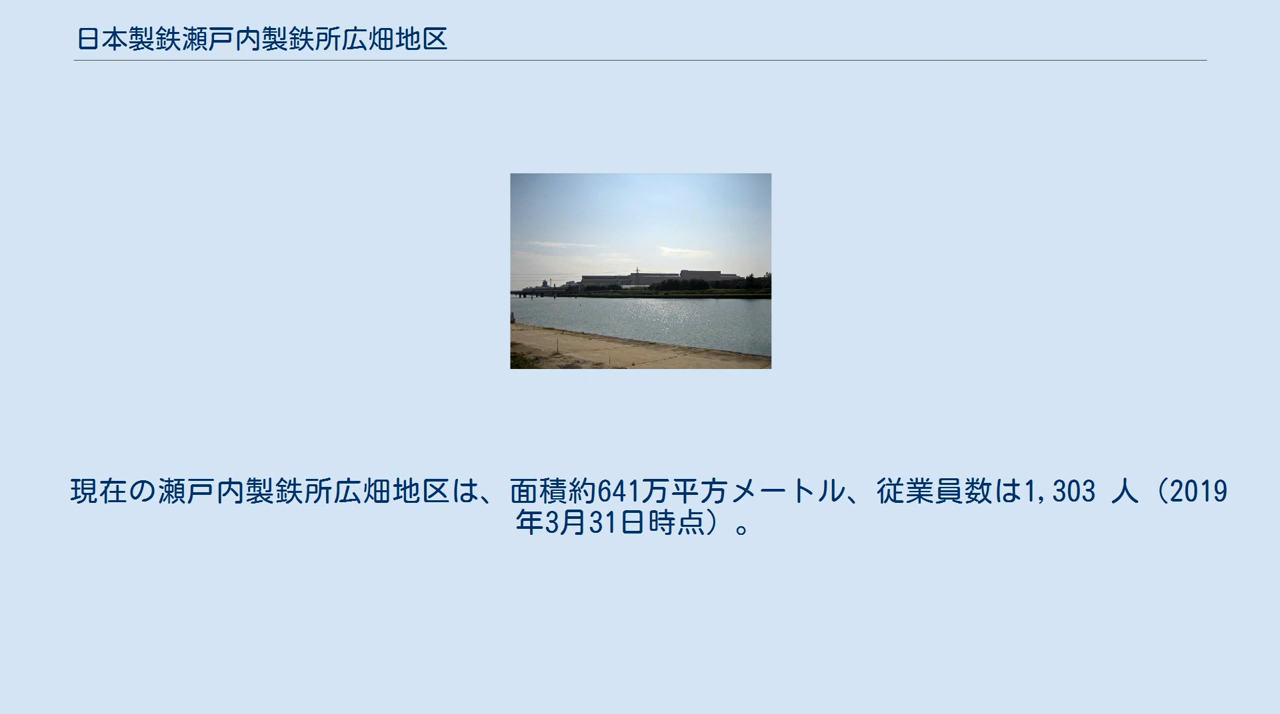 日本製鉄瀬戸内製鉄所広畑地区
現在の瀬戸内製鉄所広畑地区は、面積約641万平方メートル、従業員数は1,303 人（2019
年3月31日時点）。